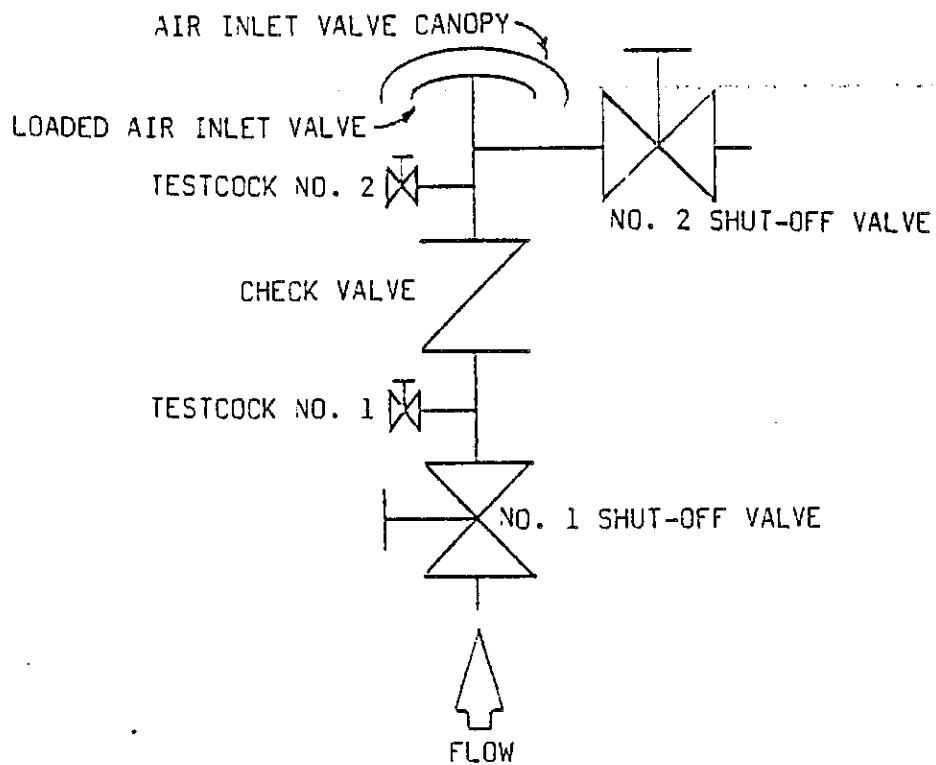 AIR INLET VALVE CANOPY
LOADED AIR INLET VALVE
TESTCOCK NO. 2
NO. 2 SHUT-OFF VALVE
CHECK VALVE
TESTCOCK NO. 1
NO. 1 SHUT-OFF VALVE
FLOW